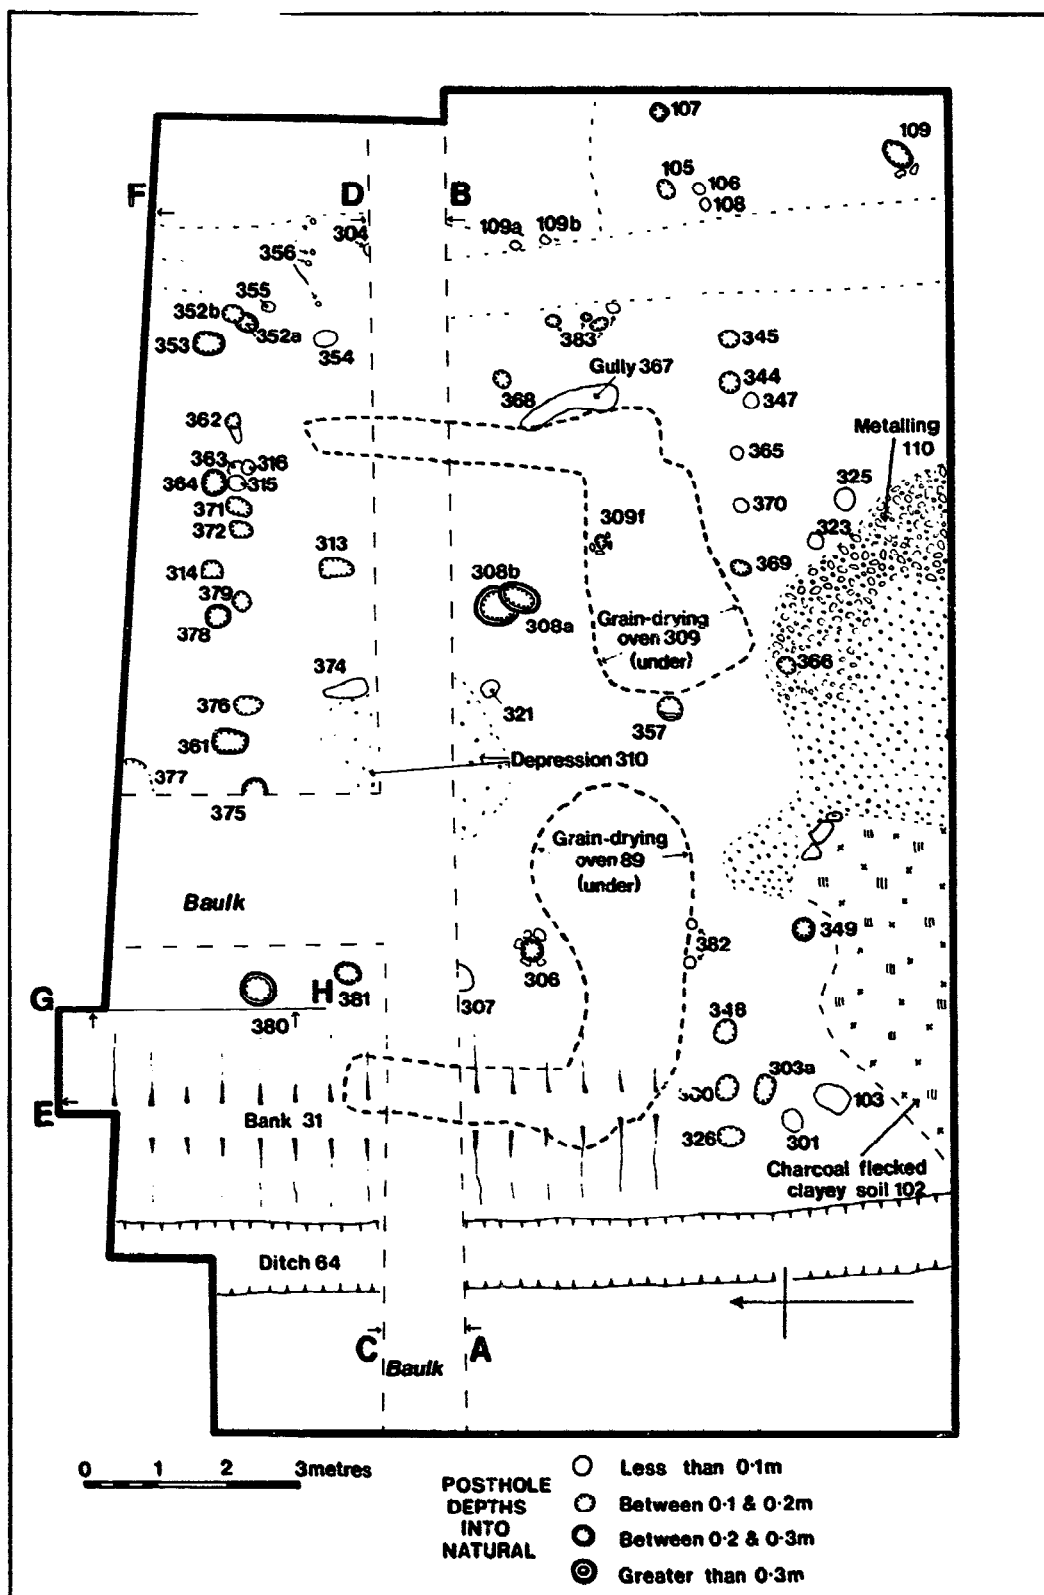 107
109
105
106
108
F
D
B
304
109a
109b
356
355
352b
352a
353
354
383
345
Gully 367
344
347
368
362
Metalling
110
363
316
364
315
365
325
371
370
323
372
309f
313
314
308b
369
379
308a
378
Grain-drying
oven 309
(under)
374
366
376
321
357
361
377
Depression 310
375
Grain-drying
oven 89
(under)
Baulk
349
382
306
G
H
381
307
380
348
303a
E
300
103
Bank 31
326
301
Charcoal flecked
clayey soil 102
Ditch 64
C
Baulk
A
0 1 2 3metres
POSTHOLE
DEPTHS
INTO
NATURAL
Less than 0·1m
Between 0·1 & 0·2m
Between 0·2 & 0·3m
Greater than 0·3m